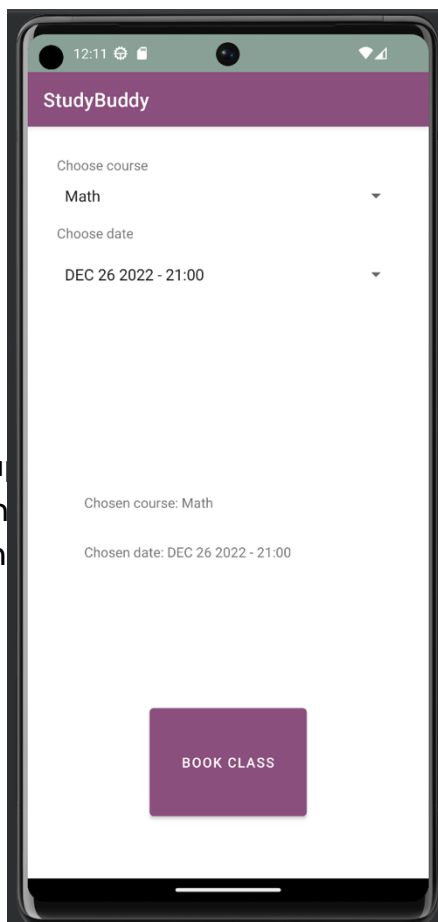 12:11
StudyBuddy
Choose course
Math
Choose date
DEC 26 2022 - 21:00
Chosen course: Math
Chosen date: DEC 26 2022 - 21:00
BOOK CLASS